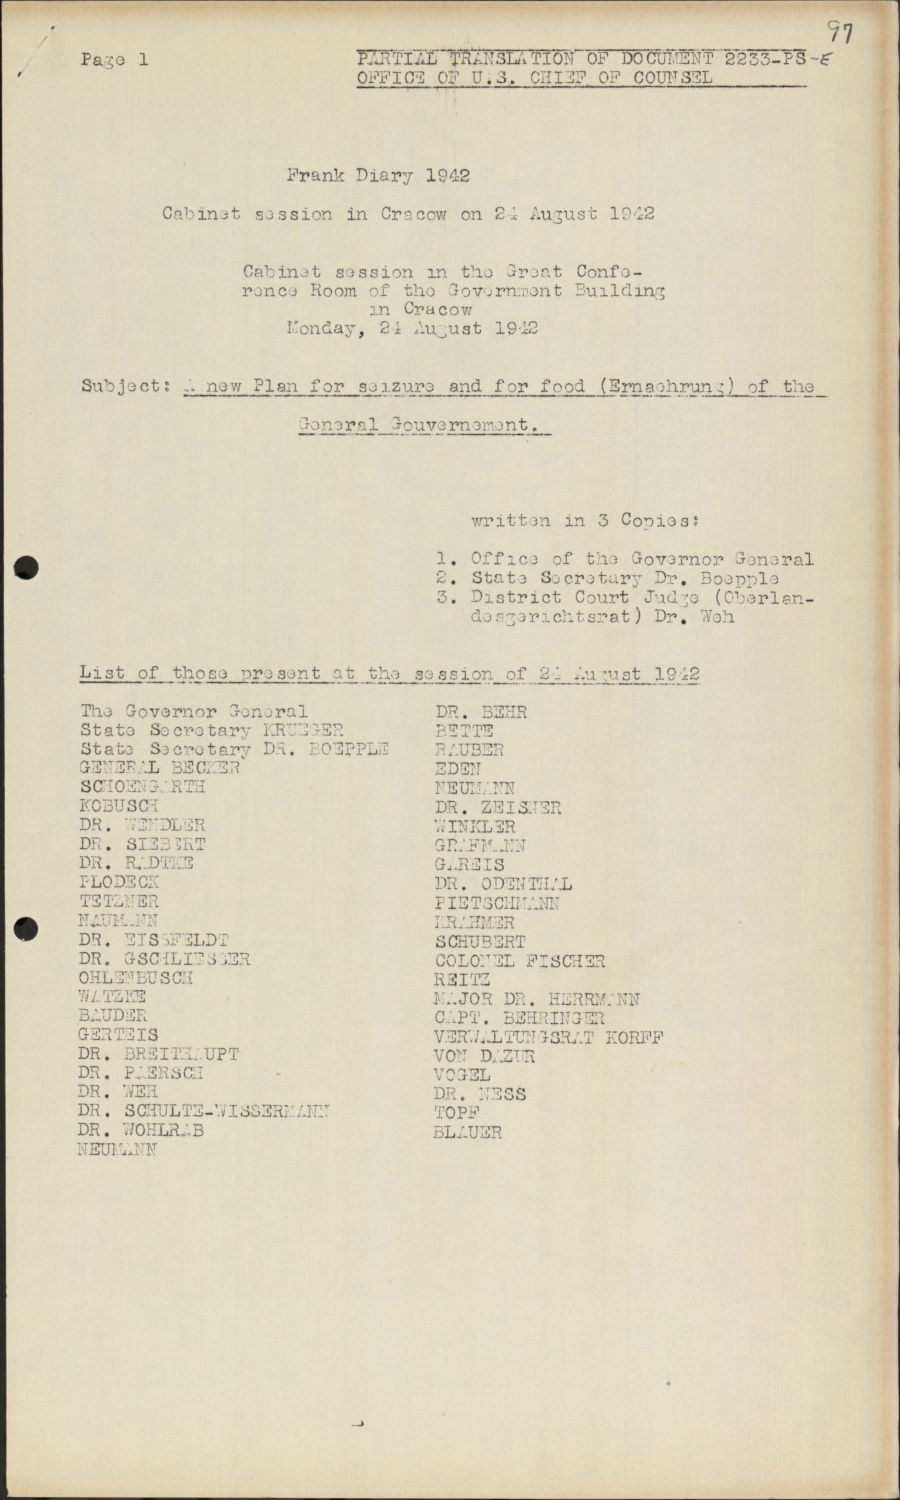 97
Page 1
PARTIAL TRANSLATION OF DOCUMENT 2233-PS-E
OFFICE OF U.S. CHIEF OF COUNSEL
Frank Diary 1942
Cabinet session in Cracow on 24 August 1942
Cabinet session in the Great Confe-
rence Room of the Government Building
in Cracow
Monday, 24 August 1942
Subject: A new Plan for seizure and for food (Ernaehrung) of the
General Gouvernement.
written in 3 Copies:
1. Office of the Governor General
2. State Secretary Dr. Boepple
3. District Court Judge (Oberlan-
desgerichtsrat) Dr. Weh
List of those present at the session of 24 August 1942
The Governor General
State Secretary KRUEGER
State Secretary DR. BOEPPLE
GENERAL BECKER
SCHOENGARTH
KOBUSCH
DR. WENDLER
DR. SIEBERT
DR. RADTKE
PLODECK
TETZNER
NAUMANN
DR. EISSFELDT
DR. GSCHLIESSER
OHLENBUSCH
WATZKE
BAUDER
GERTEIS
DR. BREITHAUPT
DR. PAERSCH
DR. WEH
DR. SCHULTE-WISSERMANN
DR. WOHLRAB
NEUMANN
DR. BEHR
BETTE
RAUBER
EDEN
NEUMANN
DR. ZEISNER
WINKLER
GRAFMANN
GAREIS
DR. ODENTHAL
PIETSCHMANN
KRAHMER
SCHUBERT
COLONEL FISCHER
REITZ
MAJOR DR. HERRMANN
CAPT. BEHRINGER
VERWALTUNGSRAT KORFF
VON DAZUR
VOGEL
DR. NESS
TOPF
BLAUER